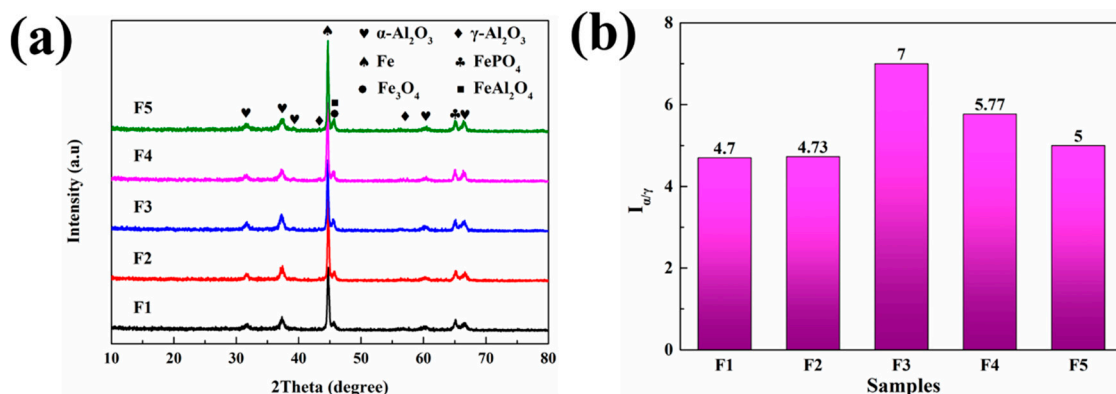 (a)
♥ α-Al₂O₃ ♦ γ-Al₂O₃
♠ Fe ♣ FePO₄
● Fe₃O₄ ■ FeAl₂O₄
F5
F4
F3
F2
F1
Intensity (a.u)
10 20 30 40 50 60 70 80
2Theta (degree)
(b)
8
6
4
2
0
I α/γ
4.7
4.73
7
5.77
5
F1 F2 F3 F4 F5
Samples